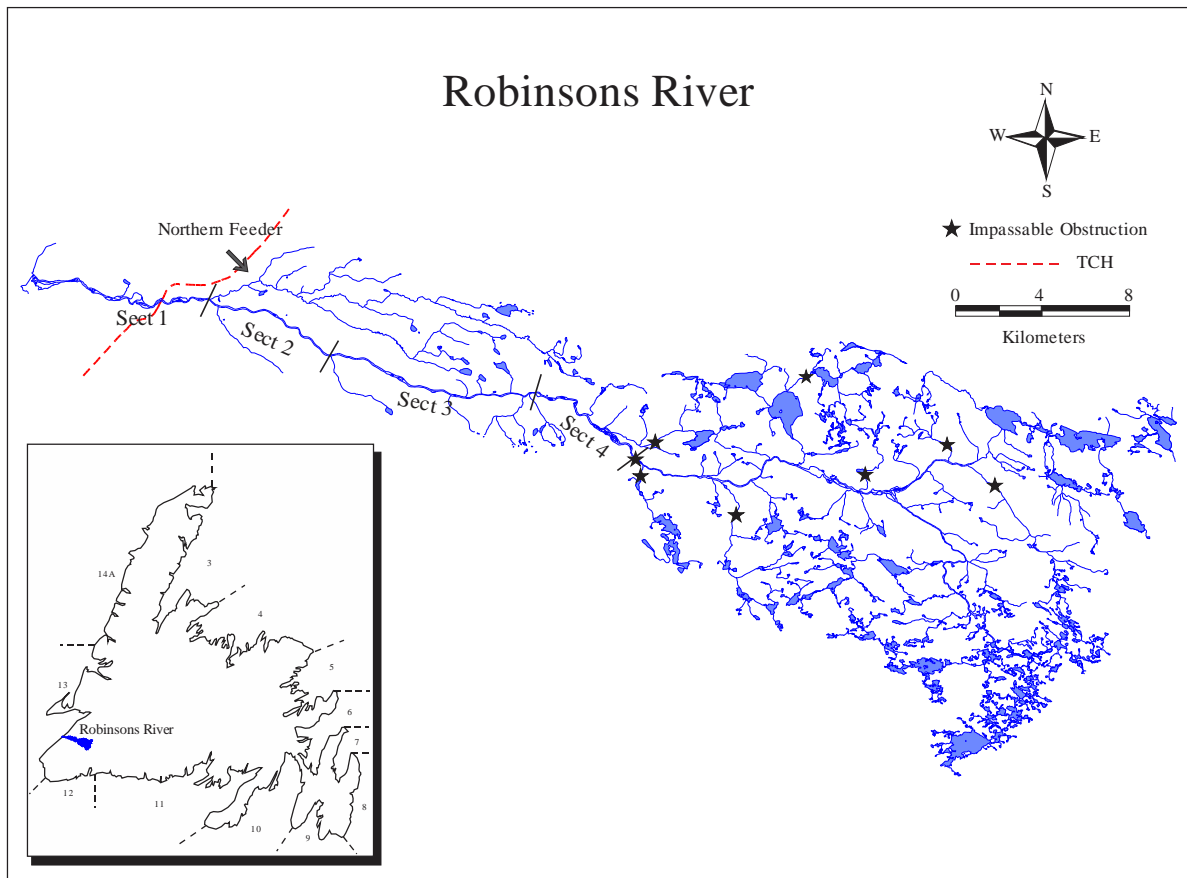 Robinsons River
N
W
E
S
Impassable Obstruction
TCH
0
4
8
Kilometers
Northern Feeder
Sect 1
Sect 2
Sect 3
Sect 4
3
14A
4
5
13
6
Robinsons River
7
12
11
8
10
9